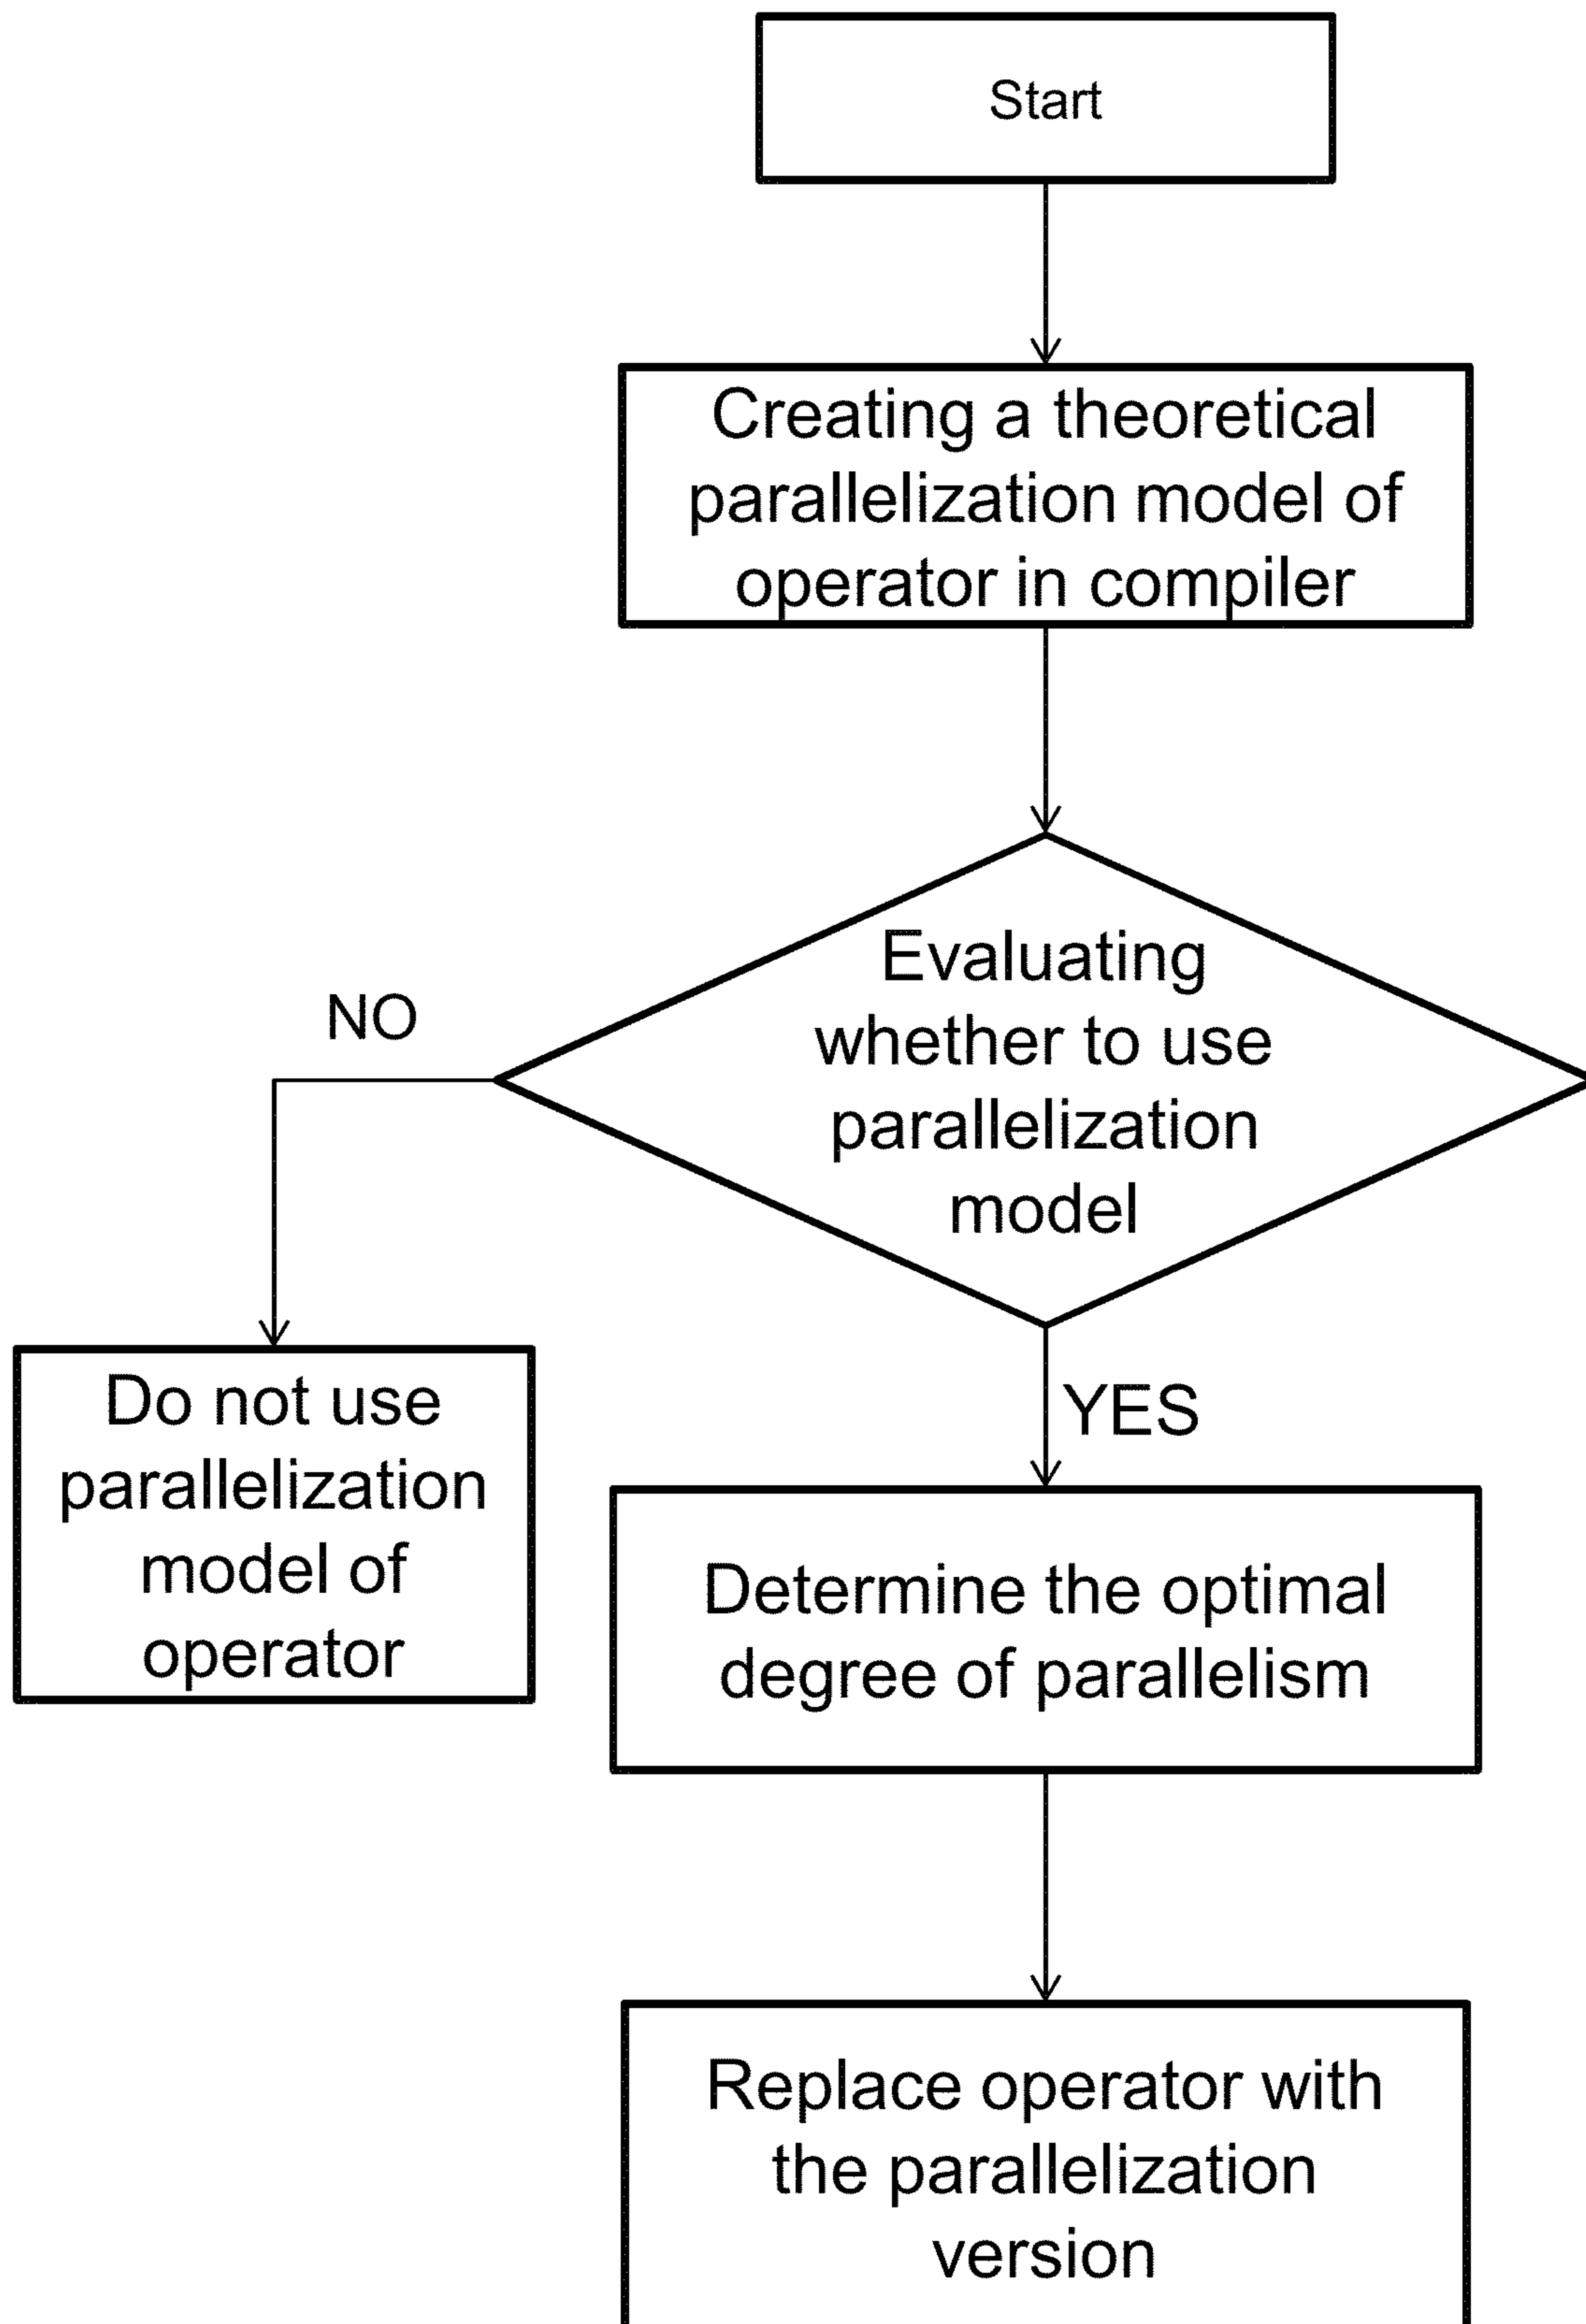 Start
Creating a theoretical
parallelization model of
operator in compiler
Evaluating
whether to use
parallelization
model
NO
YES
Do not use
parallelization
model of
operator
Determine the optimal
degree of parallelism
Replace operator with
the parallelization
version